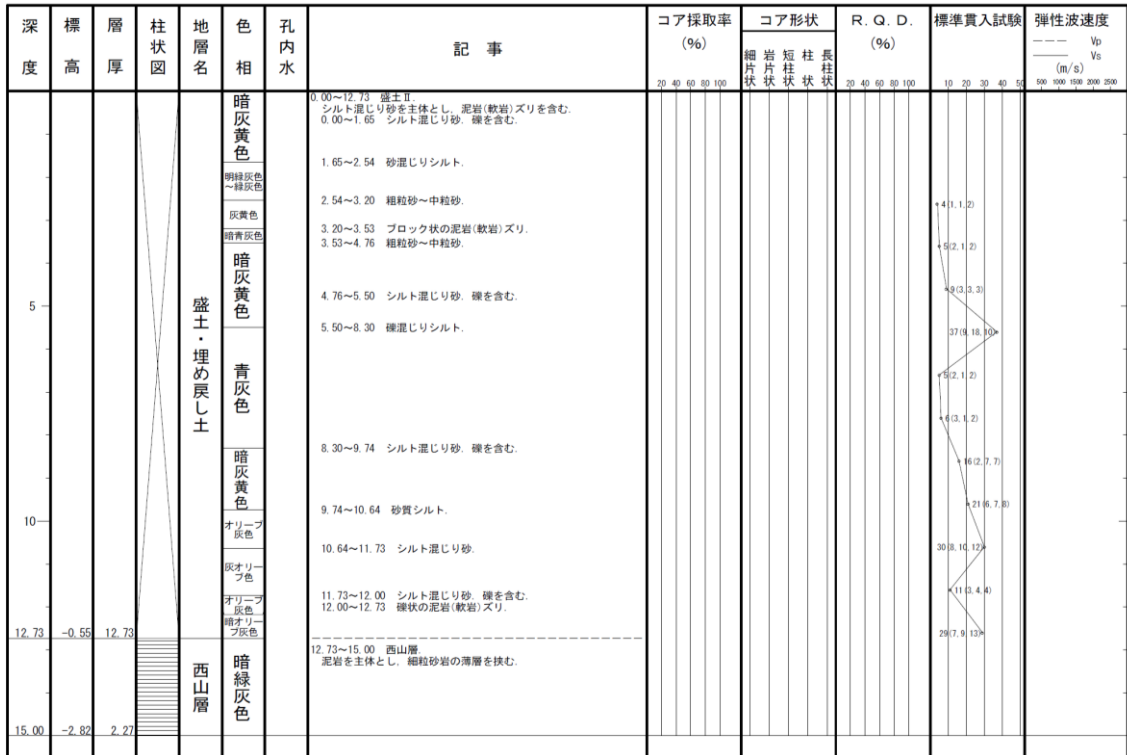 深度
標高
層厚
柱状図
地層名
色相
孔内水
記 事
コア採取率
(%)
20 40 60 80 100
コア形状
細片状 岩片状 短柱状 柱状 長柱状
R. Q. D.
(%)
20 40 60 80 100
標準貫入試験
10 20 30 40 50
弾性波速度
Vp
Vs
(m/s)
500 1000 1500 2000 2500
暗灰黄色
0.00～12.73 盛土Ⅱ.
シルト混じり砂を主体とし，泥岩(軟岩)ズリを含む.
0.00～1.65 シルト混じり砂. 礫を含む.
明緑灰色
～緑灰色
1.65～2.54 砂混じりシルト.
灰黄色
2.54～3.20 粗粒砂～中粒砂.
4(1, 1, 2)
暗青灰色
3.20～3.53 ブロック状の泥岩(軟岩)ズリ.
3.53～4.76 粗粒砂～中粒砂.
5(2, 1, 2)
暗灰黄色
4.76～5.50 シルト混じり砂. 礫を含む.
9(3, 3, 3)
5
盛土・埋め戻し土
5.50～8.30 礫混じりシルト.
37(9, 18, 10)
青灰色
5(2, 1, 2)
6(3, 1, 2)
8.30～9.74 シルト混じり砂. 礫を含む.
暗灰黄色
16(2, 7, 7)
21(6, 7, 8)
9.74～10.64 砂質シルト.
10
オリーブ
灰色
10.64～11.73 シルト混じり砂.
30(8, 10, 12)
灰オリー
ブ色
11.73～12.00 シルト混じり砂. 礫を含む.
11(3, 4, 4)
オリーブ
灰色
12.00～12.73 礫状の泥岩(軟岩)ズリ.
暗オリー
ブ灰色
12.73 -0.55 12.73
29(7, 9, 13)
12.73～15.00 西山層.
泥岩を主体とし，細粒砂岩の薄層を挟む.
西山層
暗緑灰色
15.00 -2.82 2.27